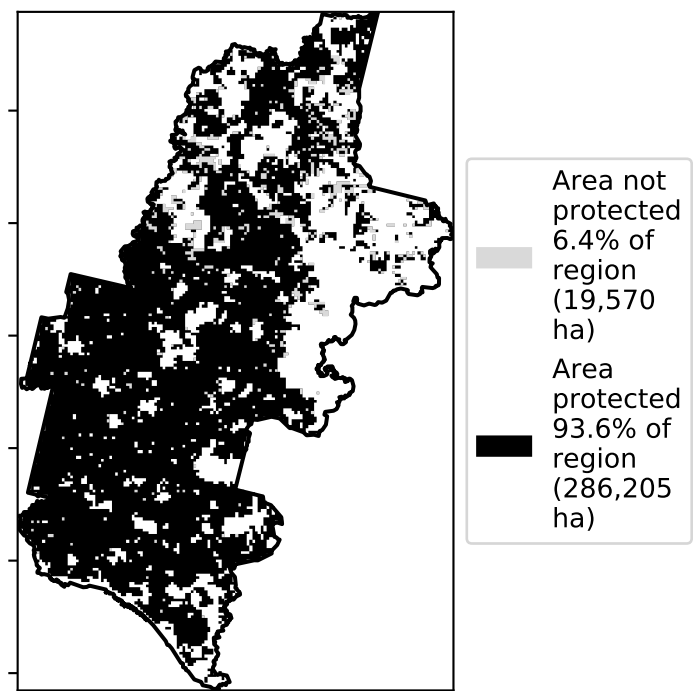 Area not
protected
6.4% of
region
(19,570
ha)
Area
protected
93.6% of
region
(286,205
ha)